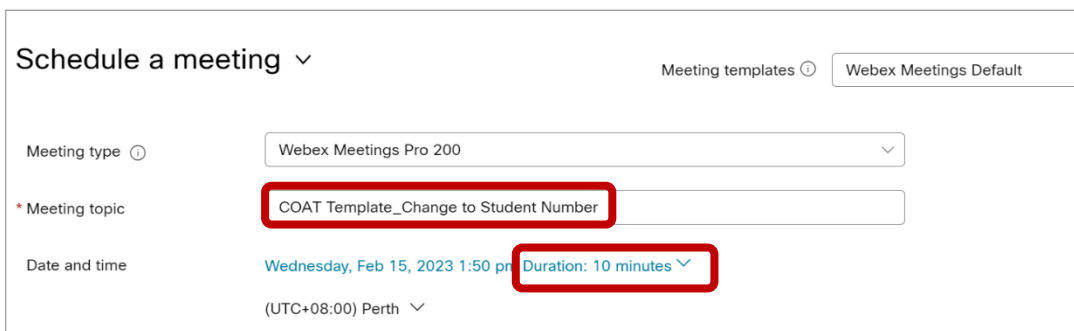 Schedule a meeting
Meeting templates Webex Meetings Default
Meeting type Webex Meetings Pro 200
* Meeting topic COAT Template_Change to Student Number
Date and time Wednesday, Feb 15, 2023 1:50 pm Duration: 10 minutes
(UTC+08:00) Perth